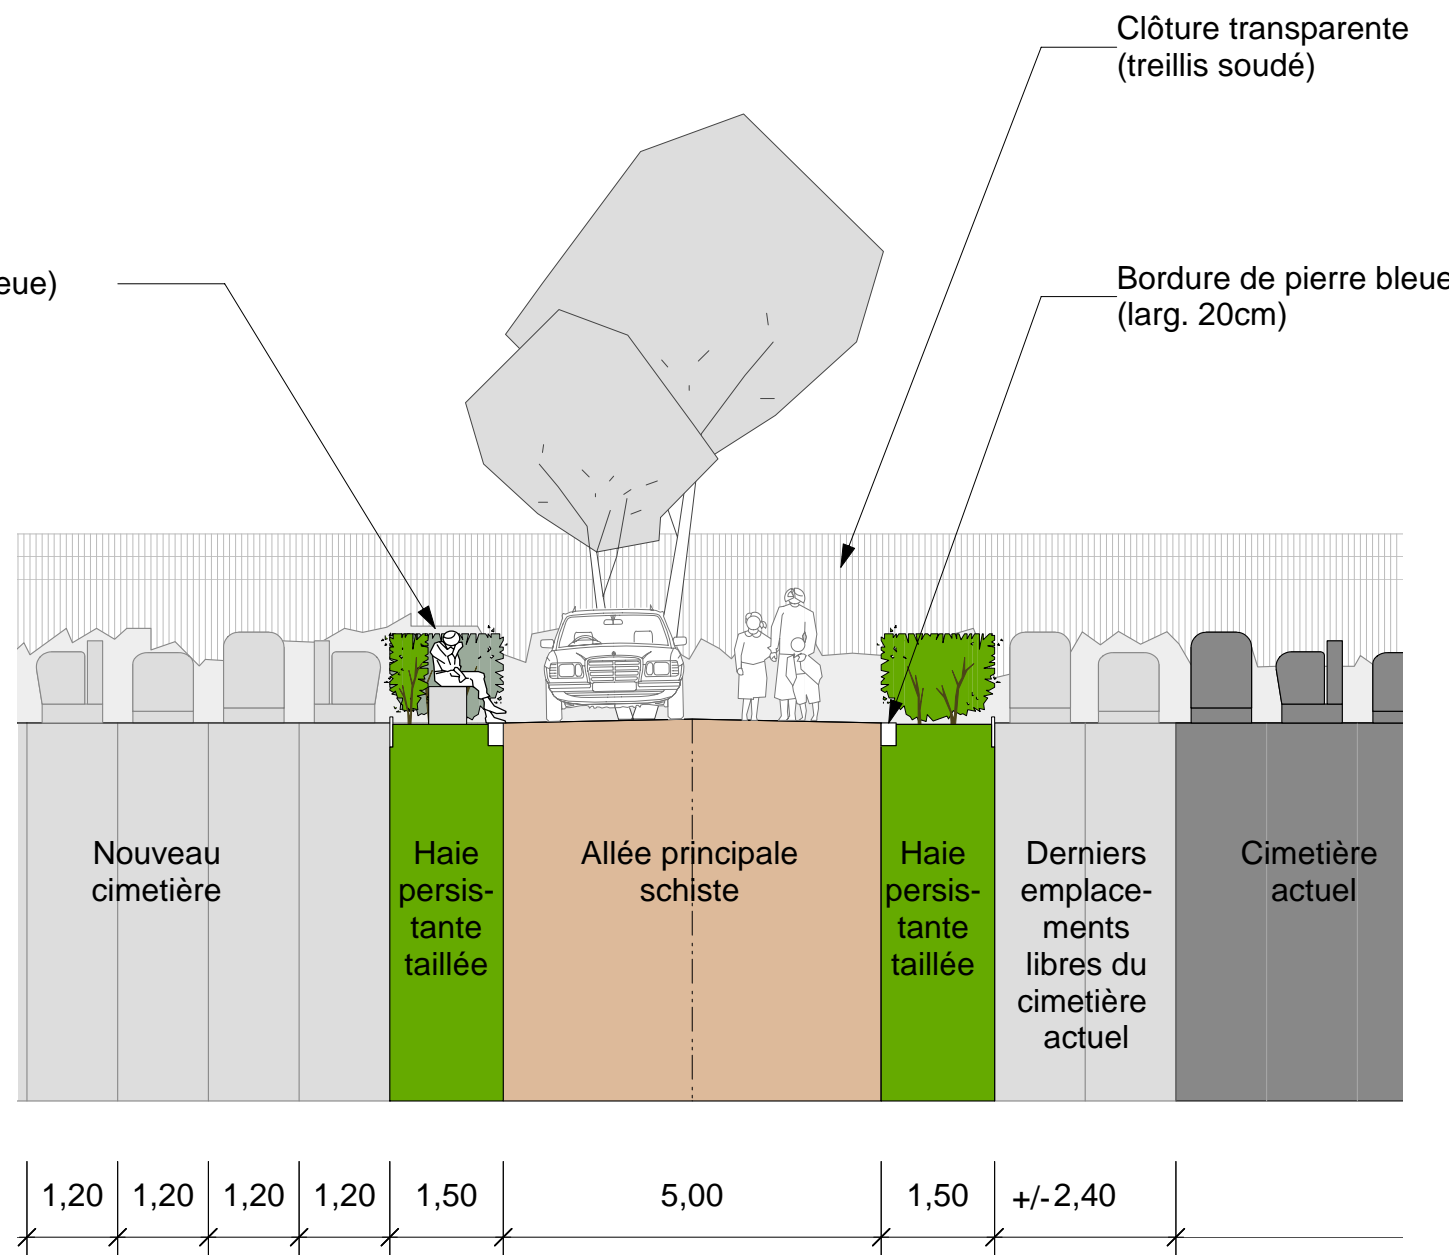 Clôture transparente
(treillis soudé)
eue)
Bordure de pierre bleue
(larg. 20cm)
Nouveau
cimetière
Haie
persis-
tante
taillée
Allée principale
schiste
Haie
persis-
tante
taillée
Derniers
emplace-
ments
libres du
cimetière
actuel
Cimetière
actuel
1,20 1,20 1,20 1,20 1,50 5,00 1,50 +/-2,40